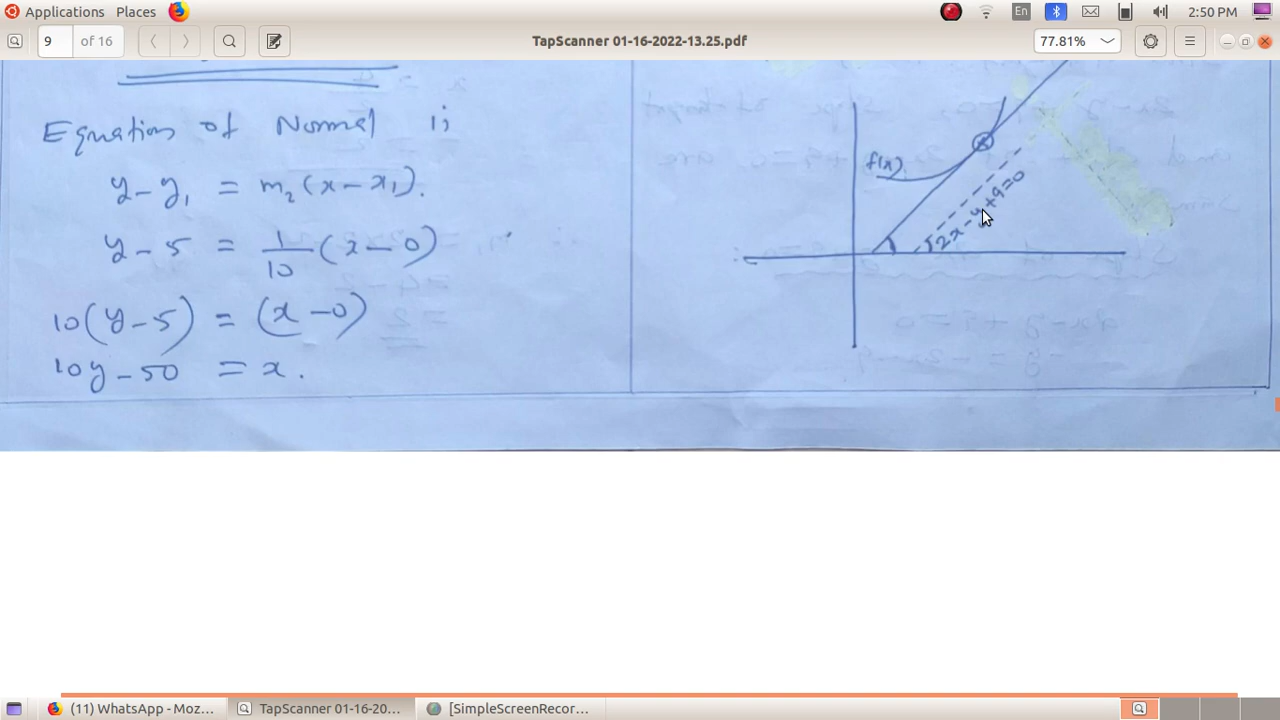 Applications Places En 2:50 PM
9 of 16 TapScanner 01-16-2022-13.25.pdf 77.81%
Equation of Normal is
y-y₁ = m₂(x-x₁).
y-5 = 1/10 (x-0)
10(y-5) = (x-0)
10y-50 = x.
f(x)
2x-y+9=0
(11) WhatsApp - Moz... TapScanner 01-16-20... [SimpleScreenRecor...